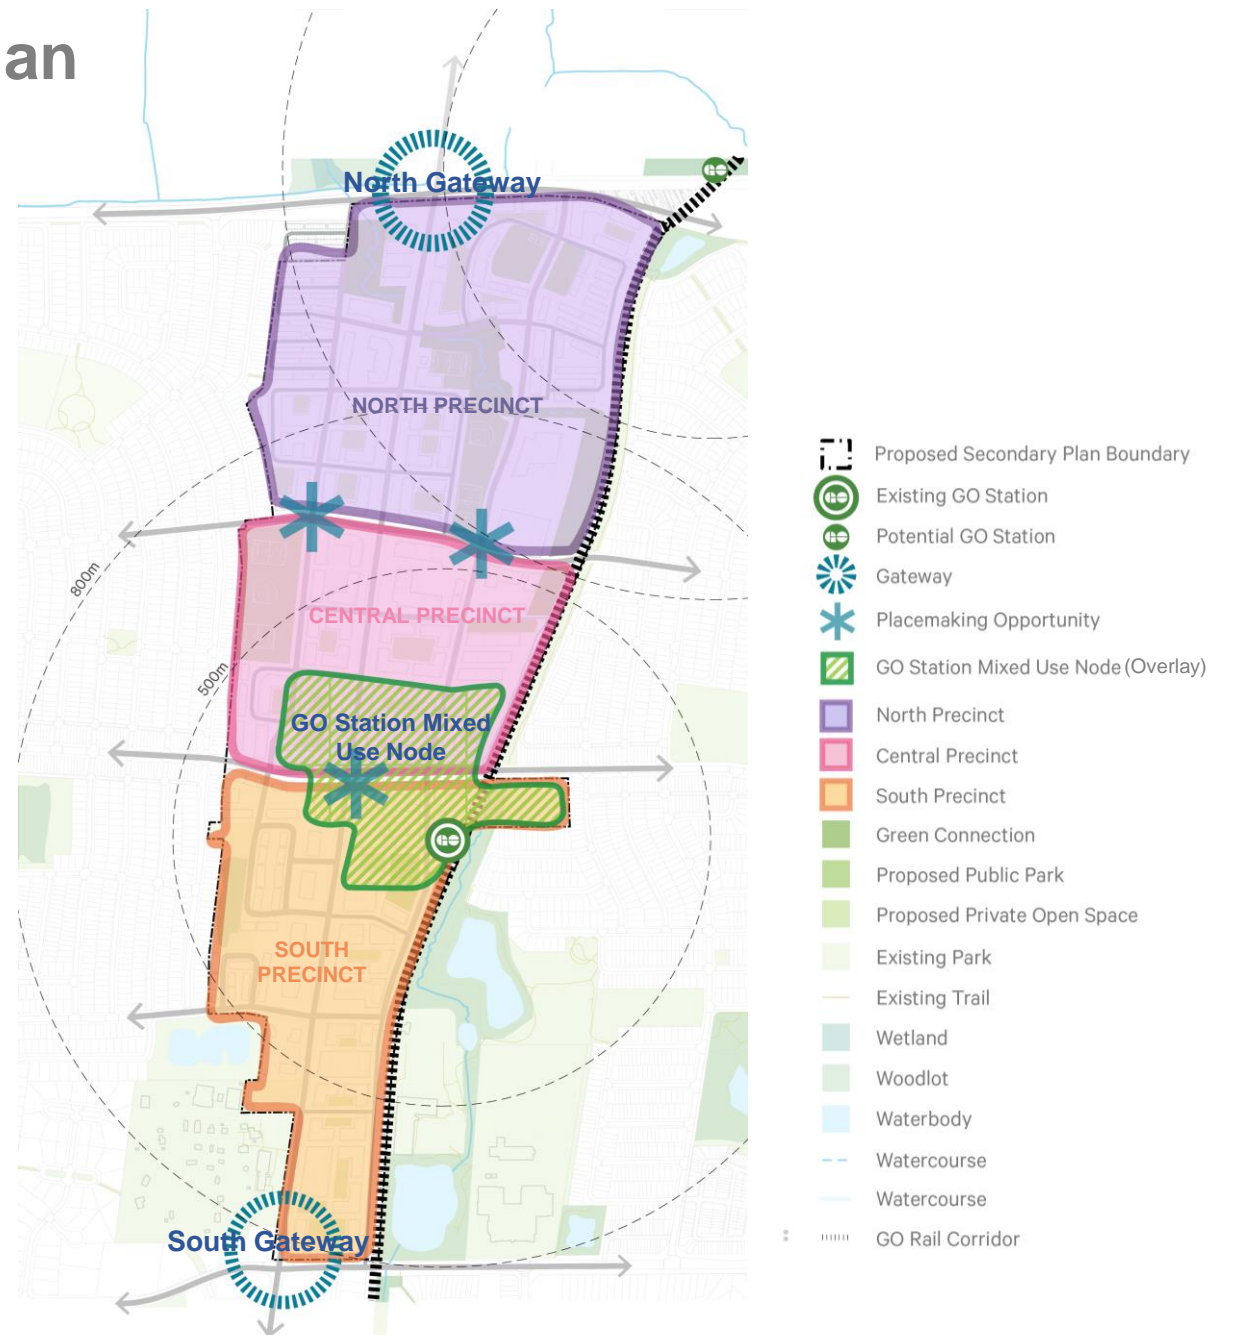 an
North Gateway
NORTH PRECINCT
800m
CENTRAL PRECINCT
500m
GO Station Mixed
Use Node
SOUTH
PRECINCT
South Gateway
Proposed Secondary Plan Boundary
Existing GO Station
Potential GO Station
Gateway
Placemaking Opportunity
GO Station Mixed Use Node (Overlay)
North Precinct
Central Precinct
South Precinct
Green Connection
Proposed Public Park
Proposed Private Open Space
Existing Park
Existing Trail
Wetland
Woodlot
Waterbody
Watercourse
Watercourse
GO Rail Corridor